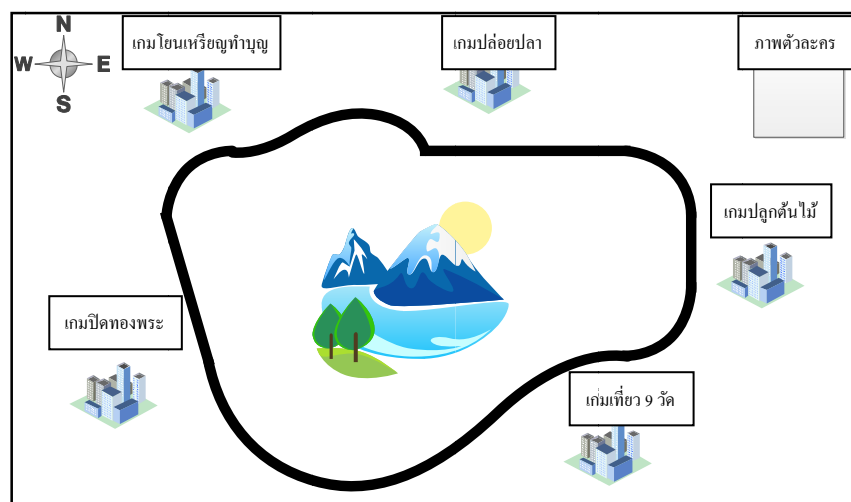 N
เกมโยนเหรียญทำบุญ
เกมปล่อยปลา
ภาพตัวละคร
W E
S
เกมปลูกต้นไม้
เกมปิดทองพระ
เก่มเที่ยว 9 วัด